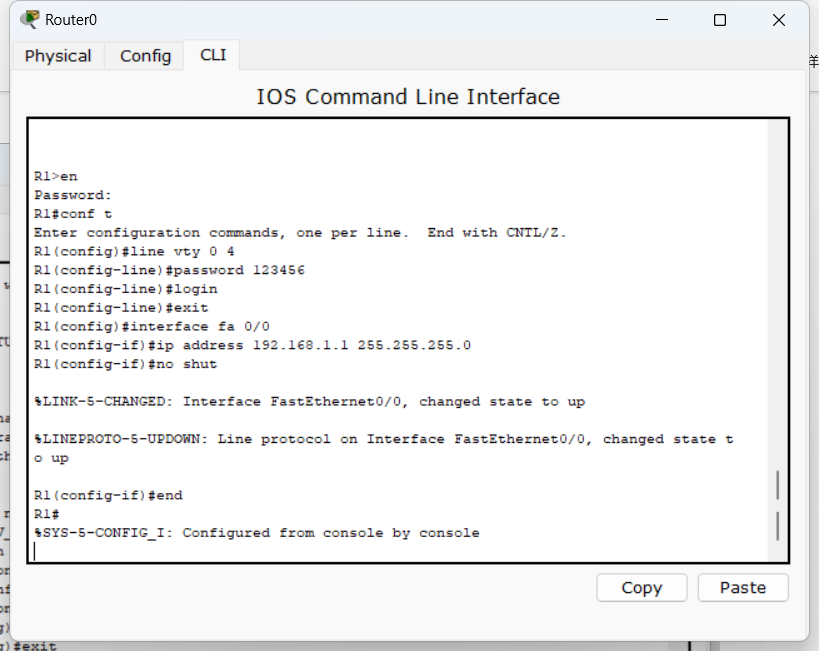 Router0
Physical Config CLI
IOS Command Line Interface
R1>en
Password:
R1#conf t
Enter configuration commands, one per line.  End with CNTL/Z.
R1(config)#line vty 0 4
R1(config-line)#password 123456
R1(config-line)#login
R1(config-line)#exit
R1(config)#interface fa 0/0
R1(config-if)#ip address 192.168.1.1 255.255.255.0
R1(config-if)#no shut
%LINK-5-CHANGED: Interface FastEthernet0/0, changed state to up
%LINEPROTO-5-UPDOWN: Line protocol on Interface FastEthernet0/0, changed state t
o up
R1(config-if)#end
R1#
%SYS-5-CONFIG_I: Configured from console by console
Copy Paste
)#exit